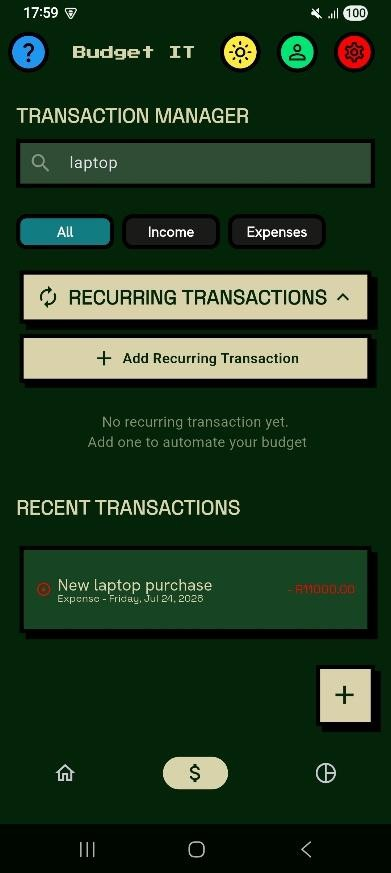 17:59
100
?
Budget IT
TRANSACTION MANAGER
laptop
All
Income
Expenses
RECURRING TRANSACTIONS
+ Add Recurring Transaction
No recurring transaction yet.
Add one to automate your budget
RECENT TRANSACTIONS
New laptop purchase
- R11000.00
Expense - Friday, Jul 24, 2026
+
$